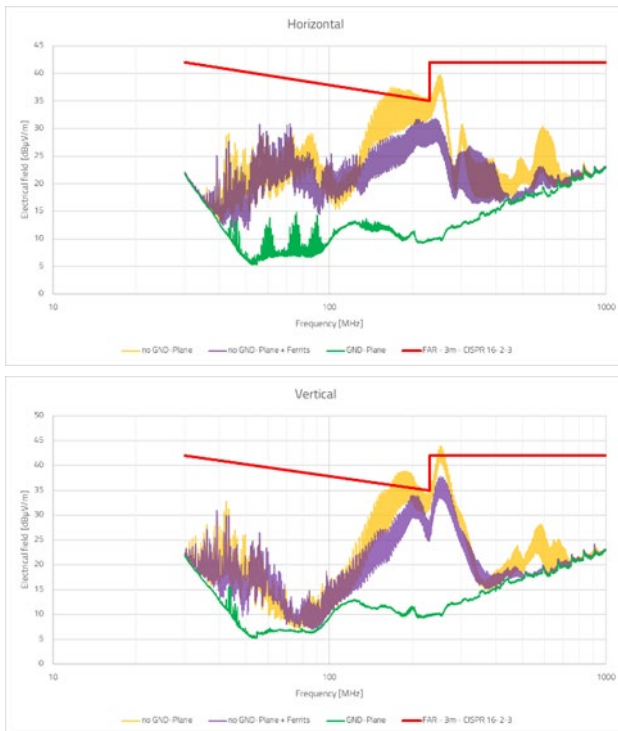 Horizontal
45
40
35
30
25
20
15
10
5
0
Electrical field [dBµV/m]
10
100
1000
Frequency [MHz]
no GND-Plane
no GND-Plane + Ferrits
GND-Plane
FAR - 3m - CISPR 16-2-3
Vertical
50
45
40
35
30
25
20
15
10
5
0
Electrical field [dBµV/m]
10
100
1000
Frequency [MHz]
no GND-Plane
no GND-Plane + Ferrits
GND-Plane
FAR - 3m - CISPR 16-2-3